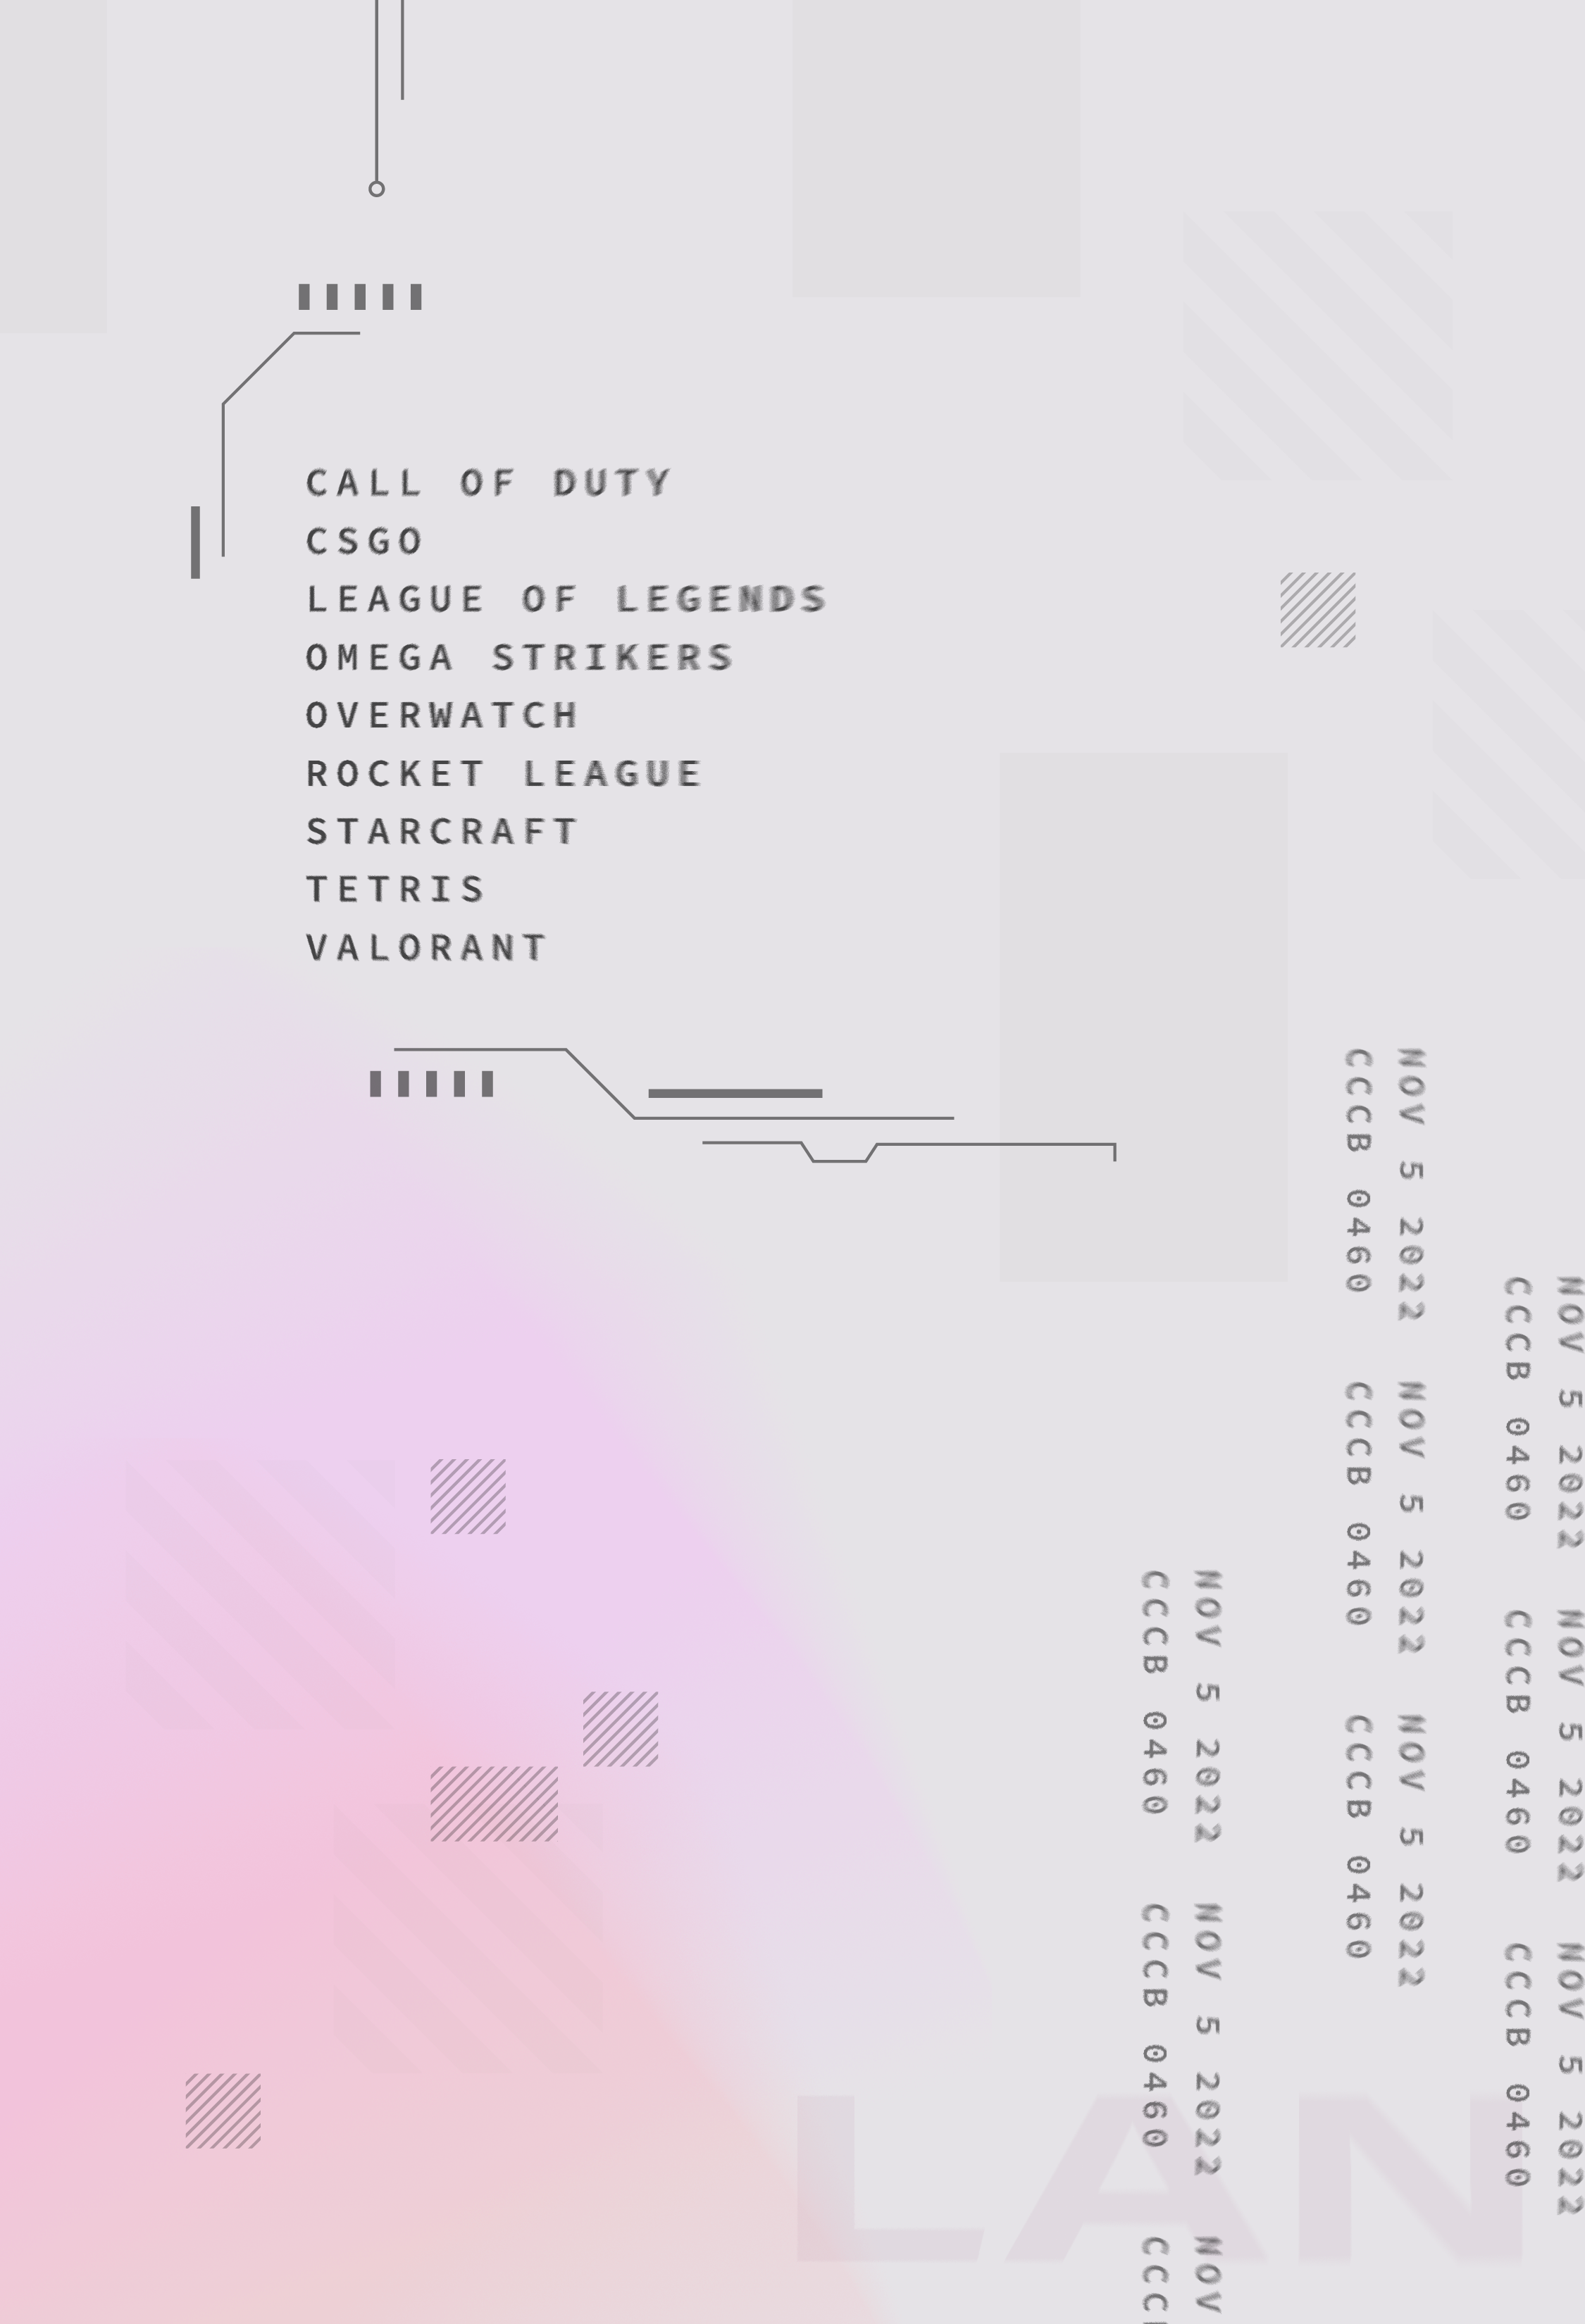 CALL OF DUTY
CSGO
LEAGUE OF LEGENDS
OMEGA STRIKERS
OVERWATCH
ROCKET LEAGUE
STARCRAFT
TETRIS
VALORANT
NOV 5 2022 NOV 5 2022 NOV 5 2022
CCCB 0460 CCCB 0460 CCCB 0460
NOV 5 2022 NOV 5 2022 NOV 5 2022
CCCB 0460 CCCB 0460 CCCB 0460
NOV 5 2022 NOV 5 2022 NOV
CCCB 0460 CCCB 0460
LAN